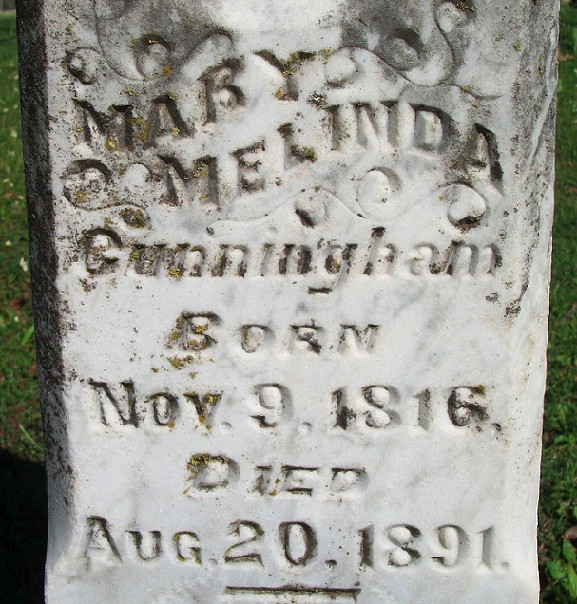 MARY
MELINDA
Cunningham
BORN
Nov. 9, 1816.
DIED
AUG. 20, 1891.